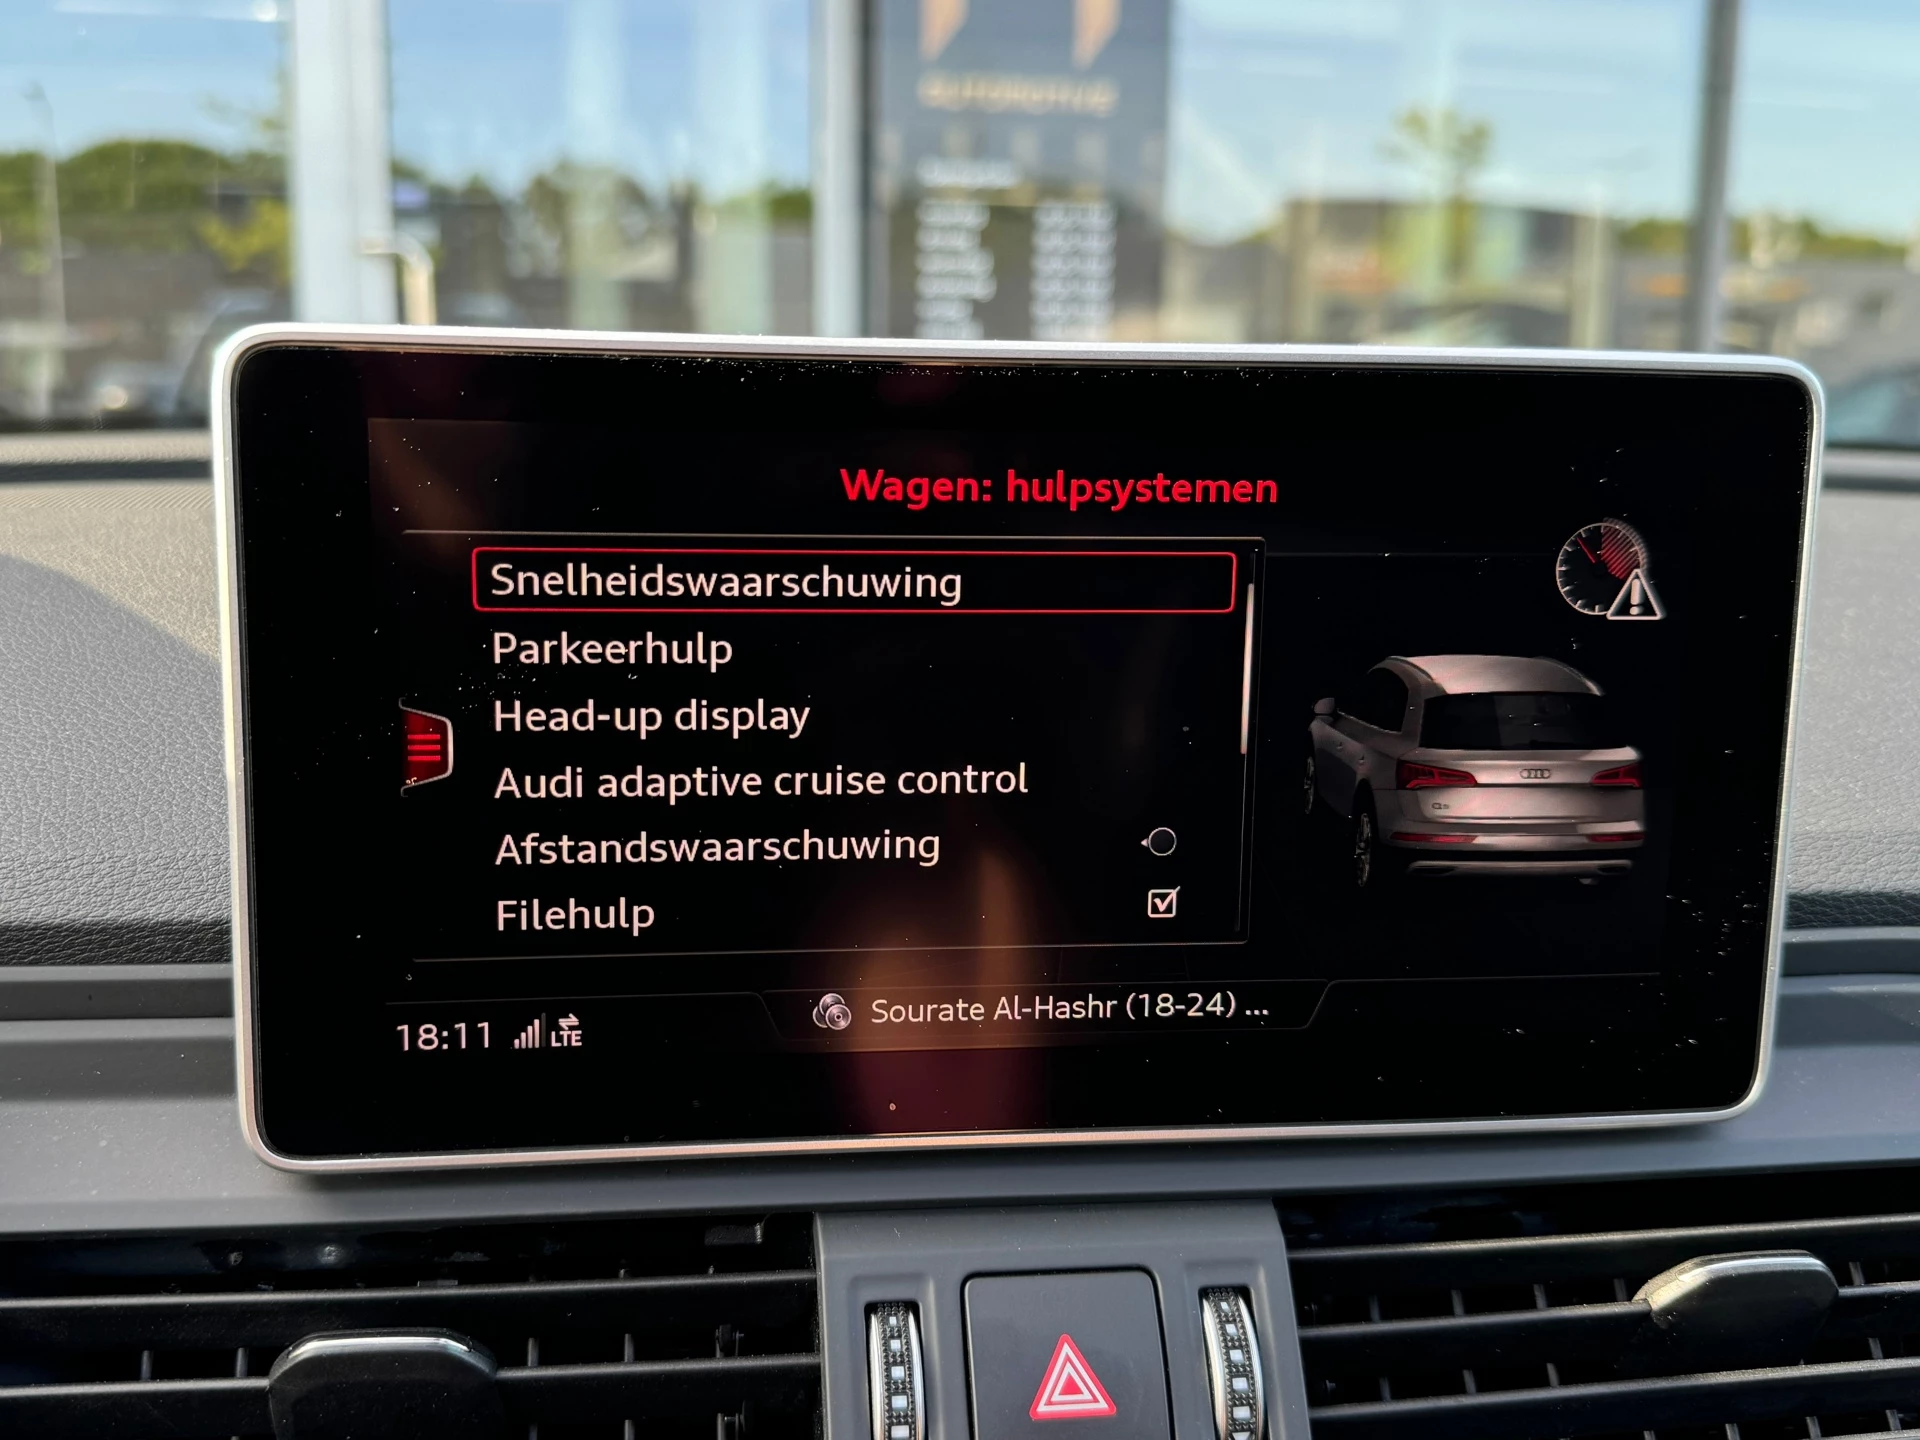 AUTOMOTIVE
Wagen: hulpsystemen
Snelheidswaarschuwing
Parkeerhulp
Head-up display
Audi adaptive cruise control
Afstandswaarschuwing
Filehulp
Sourate Al-Hashr (18-24) ...
18:11 LTE